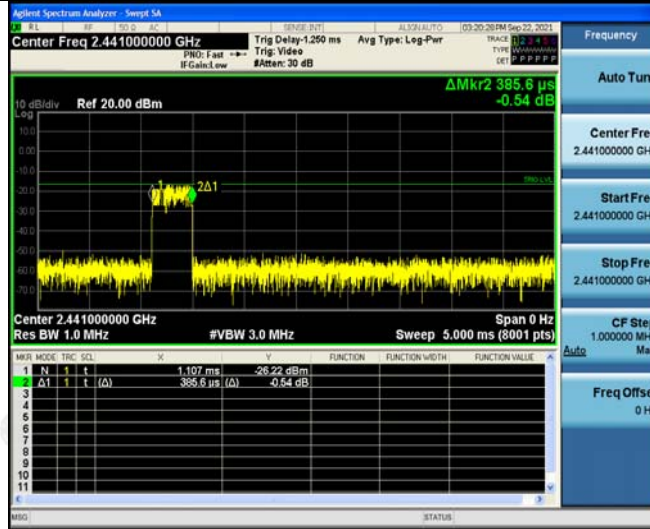 Agilent Spectrum Analyzer - Swept SA
RL RF 50 Ω AC SENSE:INT ALIGN AUTO 03:20:28 PM Sep 22, 2021
Center Freq 2.441000000 GHz
PNO: Fast
IFGain:Low
Trig Delay-1.250 ms
Trig: Video
#Atten: 30 dB
Avg Type: Log-Pwr
TRACE 1 2 3 4 5 6
TYPE
DET P P P P P P
ΔMkr2 385.6 µs
-0.54 dB
10 dB/div Ref 20.00 dBm
Log
10.0
0.00
-10.0
-20.0
-30.0
-40.0
-50.0
-60.0
-70.0
1 2Δ1
TRIG LVL
Center 2.441000000 GHz Span 0 Hz
Res BW 1.0 MHz #VBW 3.0 MHz Sweep 5.000 ms (8001 pts)
MKR MODE TRC SCL X Y FUNCTION FUNCTION WIDTH FUNCTION VALUE
1 N 1 t 1.107 ms -26.22 dBm
2 Δ1 1 t (Δ) 385.6 µs (Δ) -0.54 dB
3
4
5
6
7
8
9
10
11
MSG STATUS
Frequency
Auto Tun
Center Fre
2.441000000 GH
Start Fre
2.441000000 GH
Stop Fre
2.441000000 GH
CF Ste
1.000000 MH
Auto Ma
Freq Offse
0 H